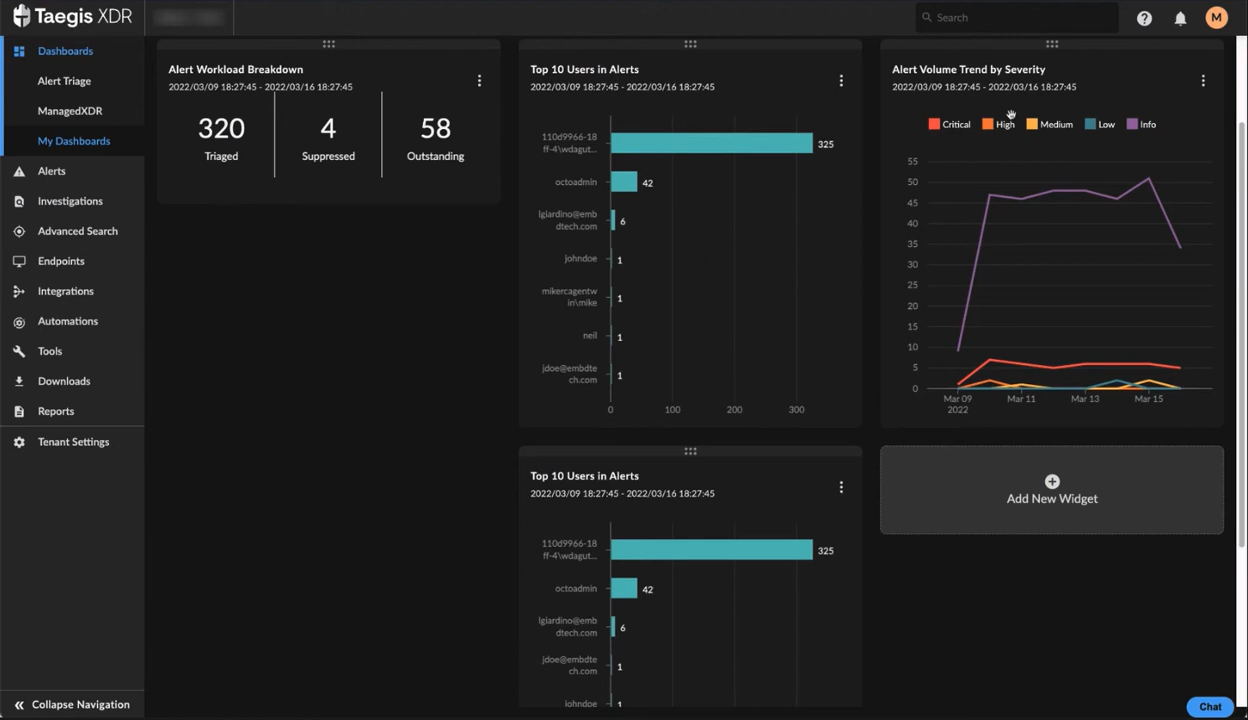 Taegis XDR
Search
M
Dashboards
Alert Triage
ManagedXDR
My Dashboards
Alerts
Investigations
Advanced Search
Endpoints
Integrations
Automations
Tools
Downloads
Reports
Tenant Settings
Collapse Navigation
Alert Workload Breakdown
2022/03/09 18:27:45 - 2022/03/16 18:27:45
320
Triaged
4
Suppressed
58
Outstanding
Top 10 Users in Alerts
2022/03/09 18:27:45 - 2022/03/16 18:27:45
110d9966-18
ff-4\wdagut...
325
octoadmin
42
lgiardino@emb
dtech.com
6
johndoe
1
mikercagentw
in\mike
1
neil
1
jdoe@embdte
ch.com
1
0 100 200 300
Alert Volume Trend by Severity
2022/03/09 18:27:45 - 2022/03/16 18:27:45
Critical High Medium Low Info
55
50
45
40
35
30
25
20
15
10
5
0
Mar 09 Mar 11 Mar 13 Mar 15
2022
Top 10 Users in Alerts
2022/03/09 18:27:45 - 2022/03/16 18:27:45
110d9966-18
ff-4\wdagut...
325
octoadmin
42
lgiardino@emb
dtech.com
6
jdoe@embdte
ch.com
1
johndoe
1
Add New Widget
Chat